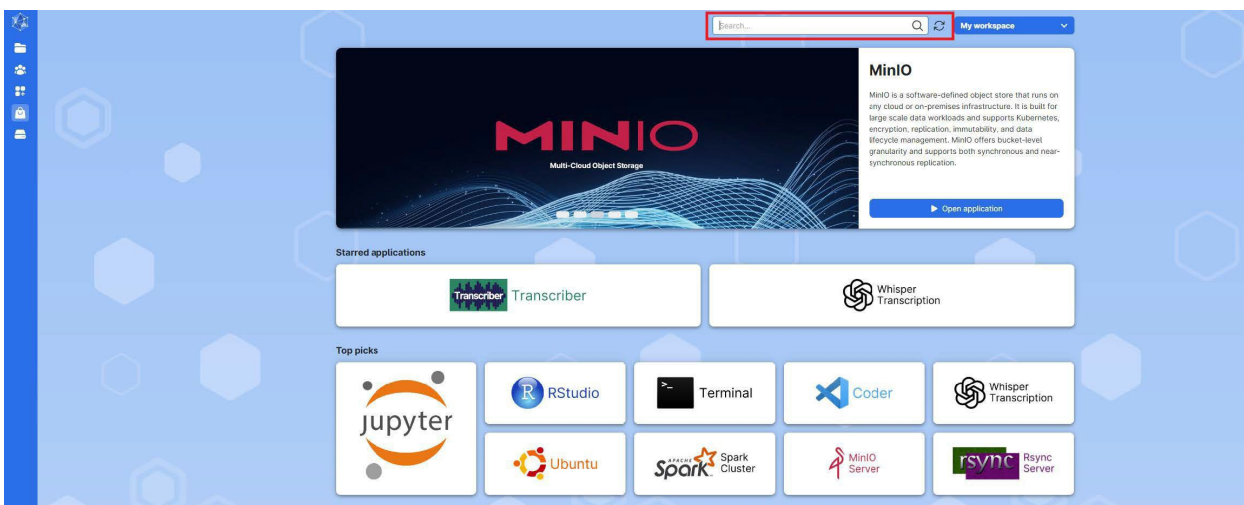 Search...
My workspace
MINIO
Multi-Cloud Object Storage
MinIO
MinIO is a software-defined object store that runs on
any cloud or on-premises infrastructure. It is built for
large scale data workloads and supports Kubernetes,
encryption, replication, immutability, and data
lifecycle management. MinIO offers bucket-level
granularity and supports both synchronous and near-
synchronous replication.
Open application
Starred applications
Transcriber
Transcriber
Whisper
Transcription
Top picks
jupyter
R
RStudio
>_
Terminal
Coder
Whisper
Transcription
Ubuntu
APACHE
Spark
Spark
Cluster
MinIO
Server
rsync
Rsync
Server